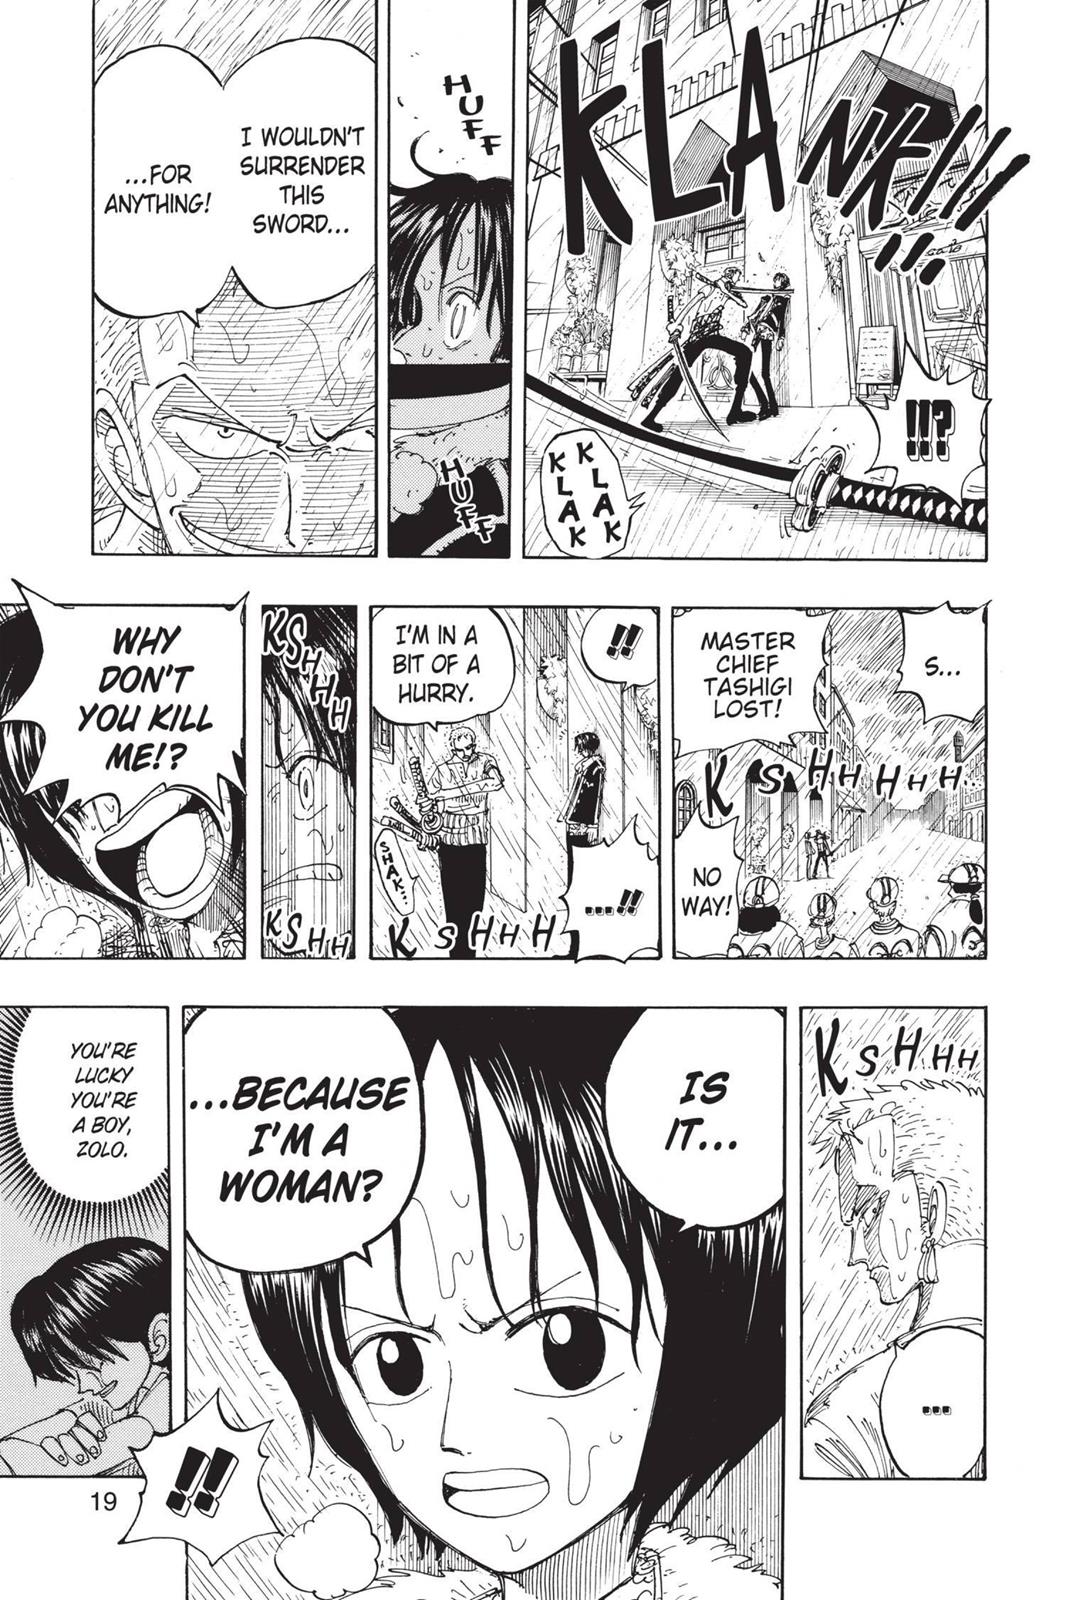 KLANK!!!
!!!?
KLAK
KLAK
HUFF
HUFF
HUFF
I WOULDN'T
SURRENDER
THIS
SWORD...
...FOR
ANYTHING!
S...
MASTER
CHIEF
TASHIGI
LOST!
KSHHHHH...
NO
WAY!
!!
I'M IN A
BIT OF A
HURRY.
SHAK...
....!!
KSHHH
KSHHHH
KSHHH
WHY
DON'T
YOU KILL
ME!?
KSHHH
...
IS
IT...
...BECAUSE
I'M A
WOMAN?
!!
YOU'RE
LUCKY
YOU'RE
A BOY,
ZOLO.
19